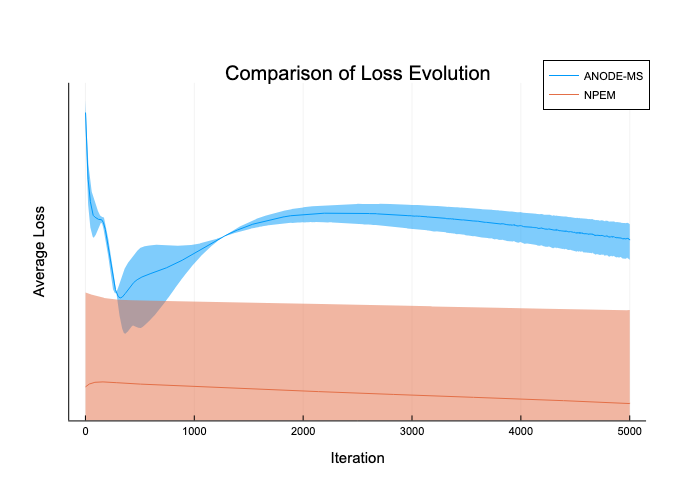 Comparison of Loss Evolution
ANODE-MS
NPEM
Average Loss
0 1000 2000 3000 4000 5000
Iteration